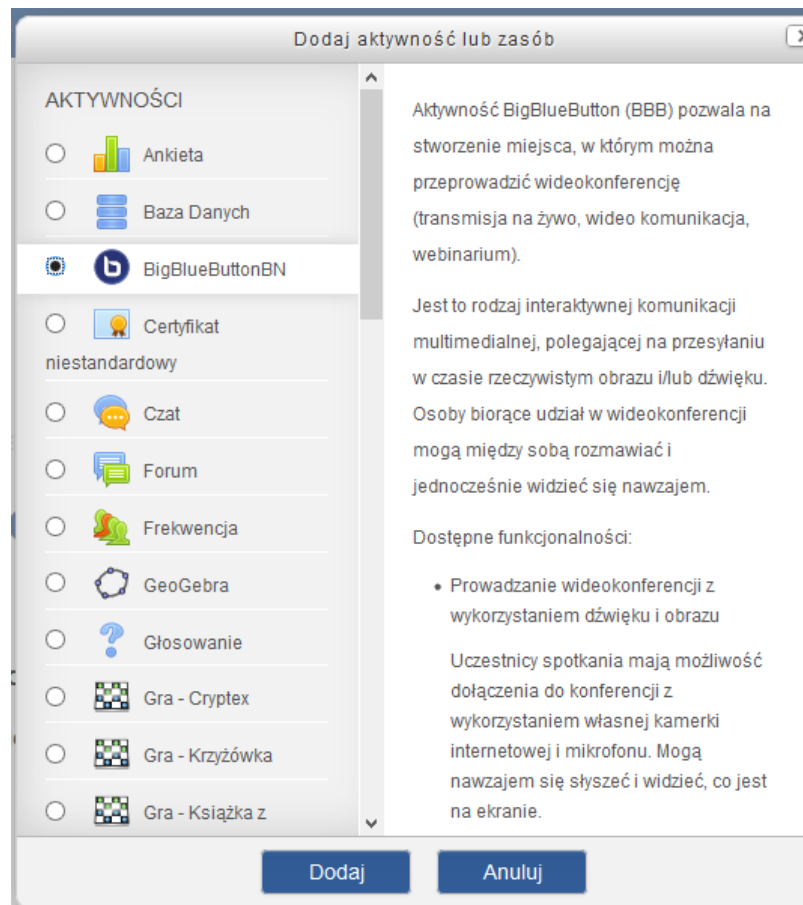 Dodaj aktywność lub zasób
AKTYWNOŚCI
Ankieta
Baza Danych
BigBlueButtonBN
Certyfikat
niestandardowy
Czat
Forum
Frekwencja
GeoGebra
Głosowanie
Gra - Cryptex
Gra - Krzyżówka
Gra - Książka z
Aktywność BigBlueButton (BBB) pozwala na
stworzenie miejsca, w którym można
przeprowadzić wideokonferencję
(transmisja na żywo, wideo komunikacja,
webinarium).
Jest to rodzaj interaktywnej komunikacji
multimedialnej, polegającej na przesyłaniu
w czasie rzeczywistym obrazu i/lub dźwięku.
Osoby biorące udział w wideokonferencji
mogą między sobą rozmawiać i
jednocześnie widzieć się nawzajem.
Dostępne funkcjonalności:
• Prowadzanie wideokonferencji z
wykorzystaniem dźwięku i obrazu
Uczestnicy spotkania mają możliwość
dołączenia do konferencji z
wykorzystaniem własnej kamerki
internetowej i mikrofonu. Mogą
nawzajem się słyszeć i widzieć, co jest
na ekranie.
Dodaj
Anuluj